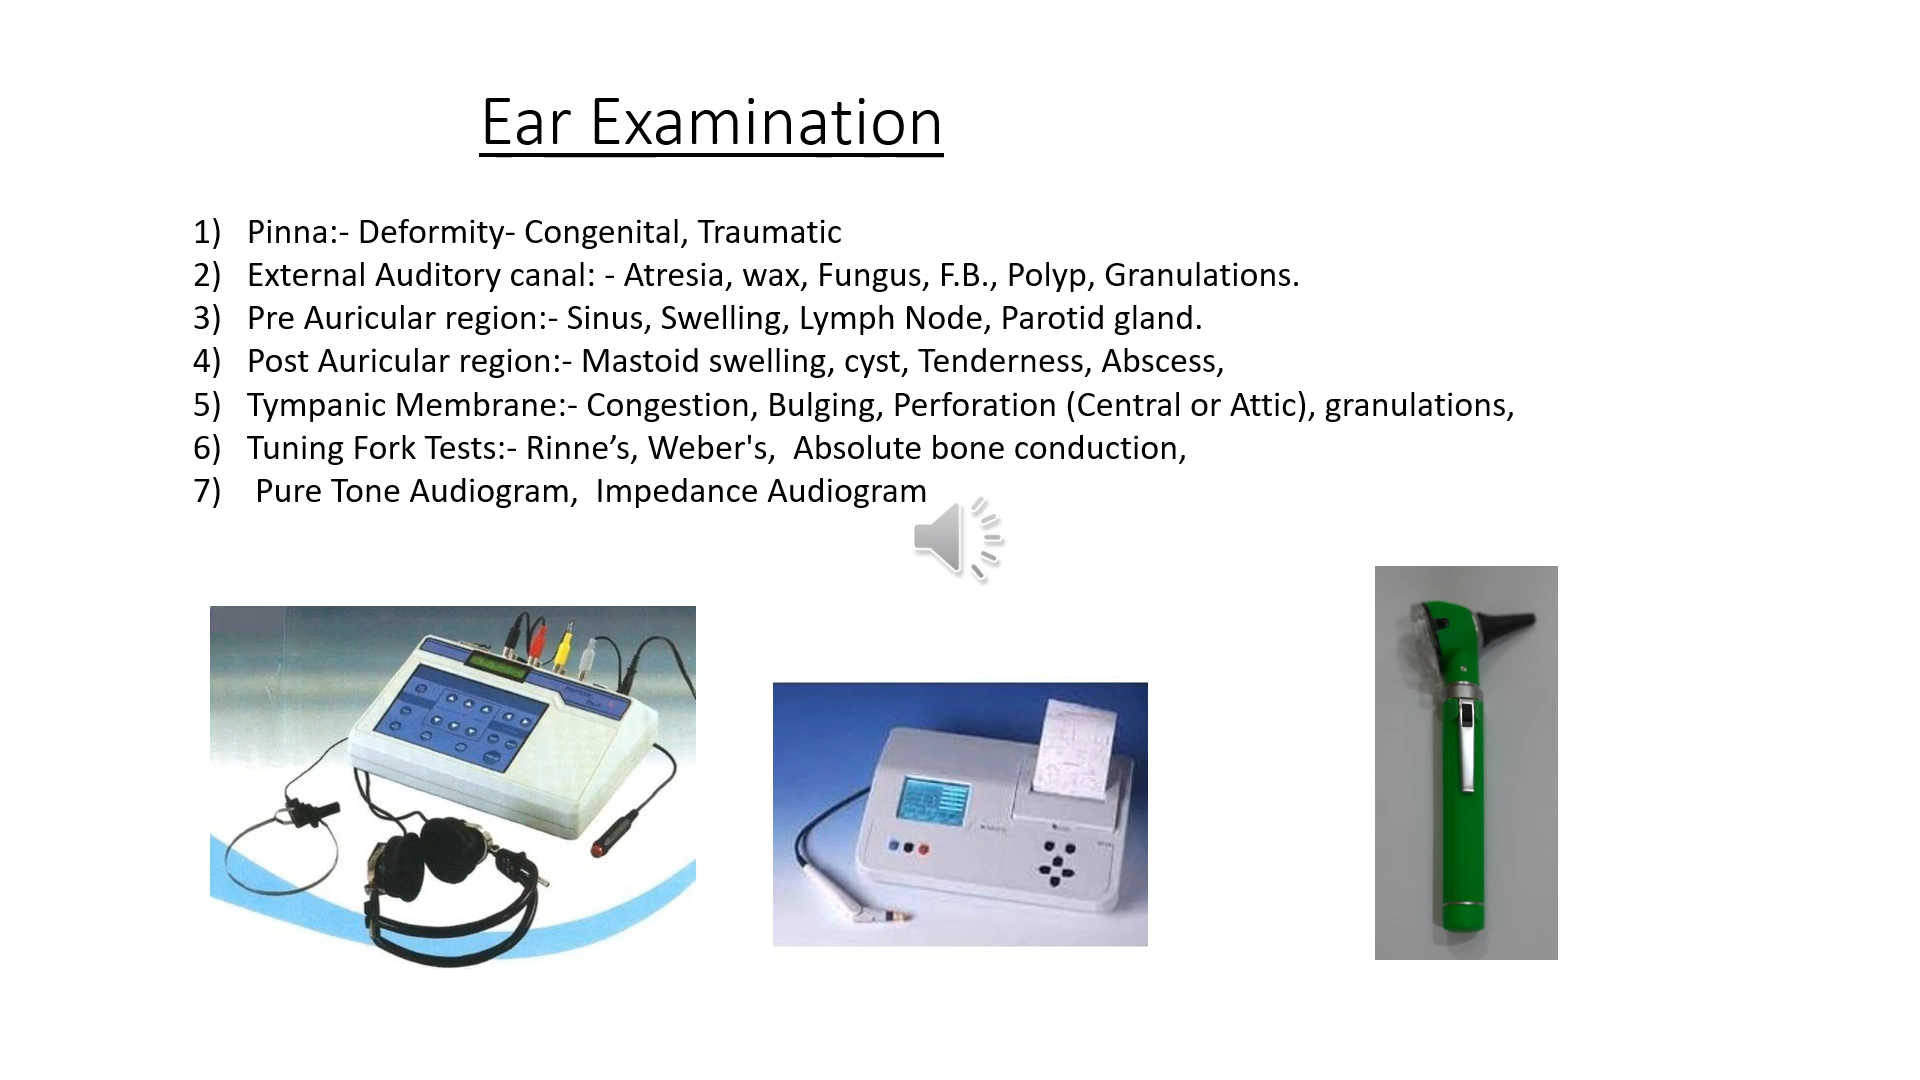 Ear Examination
1) Pinna:- Deformity- Congenital, Traumatic
2) External Auditory canal: - Atresia, wax, Fungus, F.B., Polyp, Granulations.
3) Pre Auricular region:- Sinus, Swelling, Lymph Node, Parotid gland.
4) Post Auricular region:- Mastoid swelling, cyst, Tenderness, Abscess,
5) Tympanic Membrane:- Congestion, Bulging, Perforation (Central or Attic), granulations,
6) Tuning Fork Tests:- Rinne’s, Weber's,  Absolute bone conduction,
7)  Pure Tone Audiogram,  Impedance Audiogram